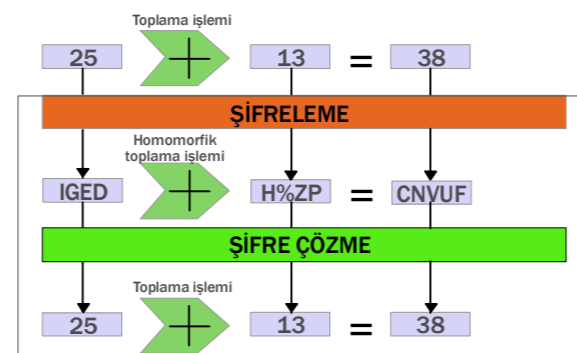 Toplama işlemi
25 + 13 = 38
ŞİFRELEME
Homomorfik
toplama işlemi
IGED + H%ZP = CNVUF
ŞİFRE ÇÖZME
Toplama işlemi
25 + 13 = 38